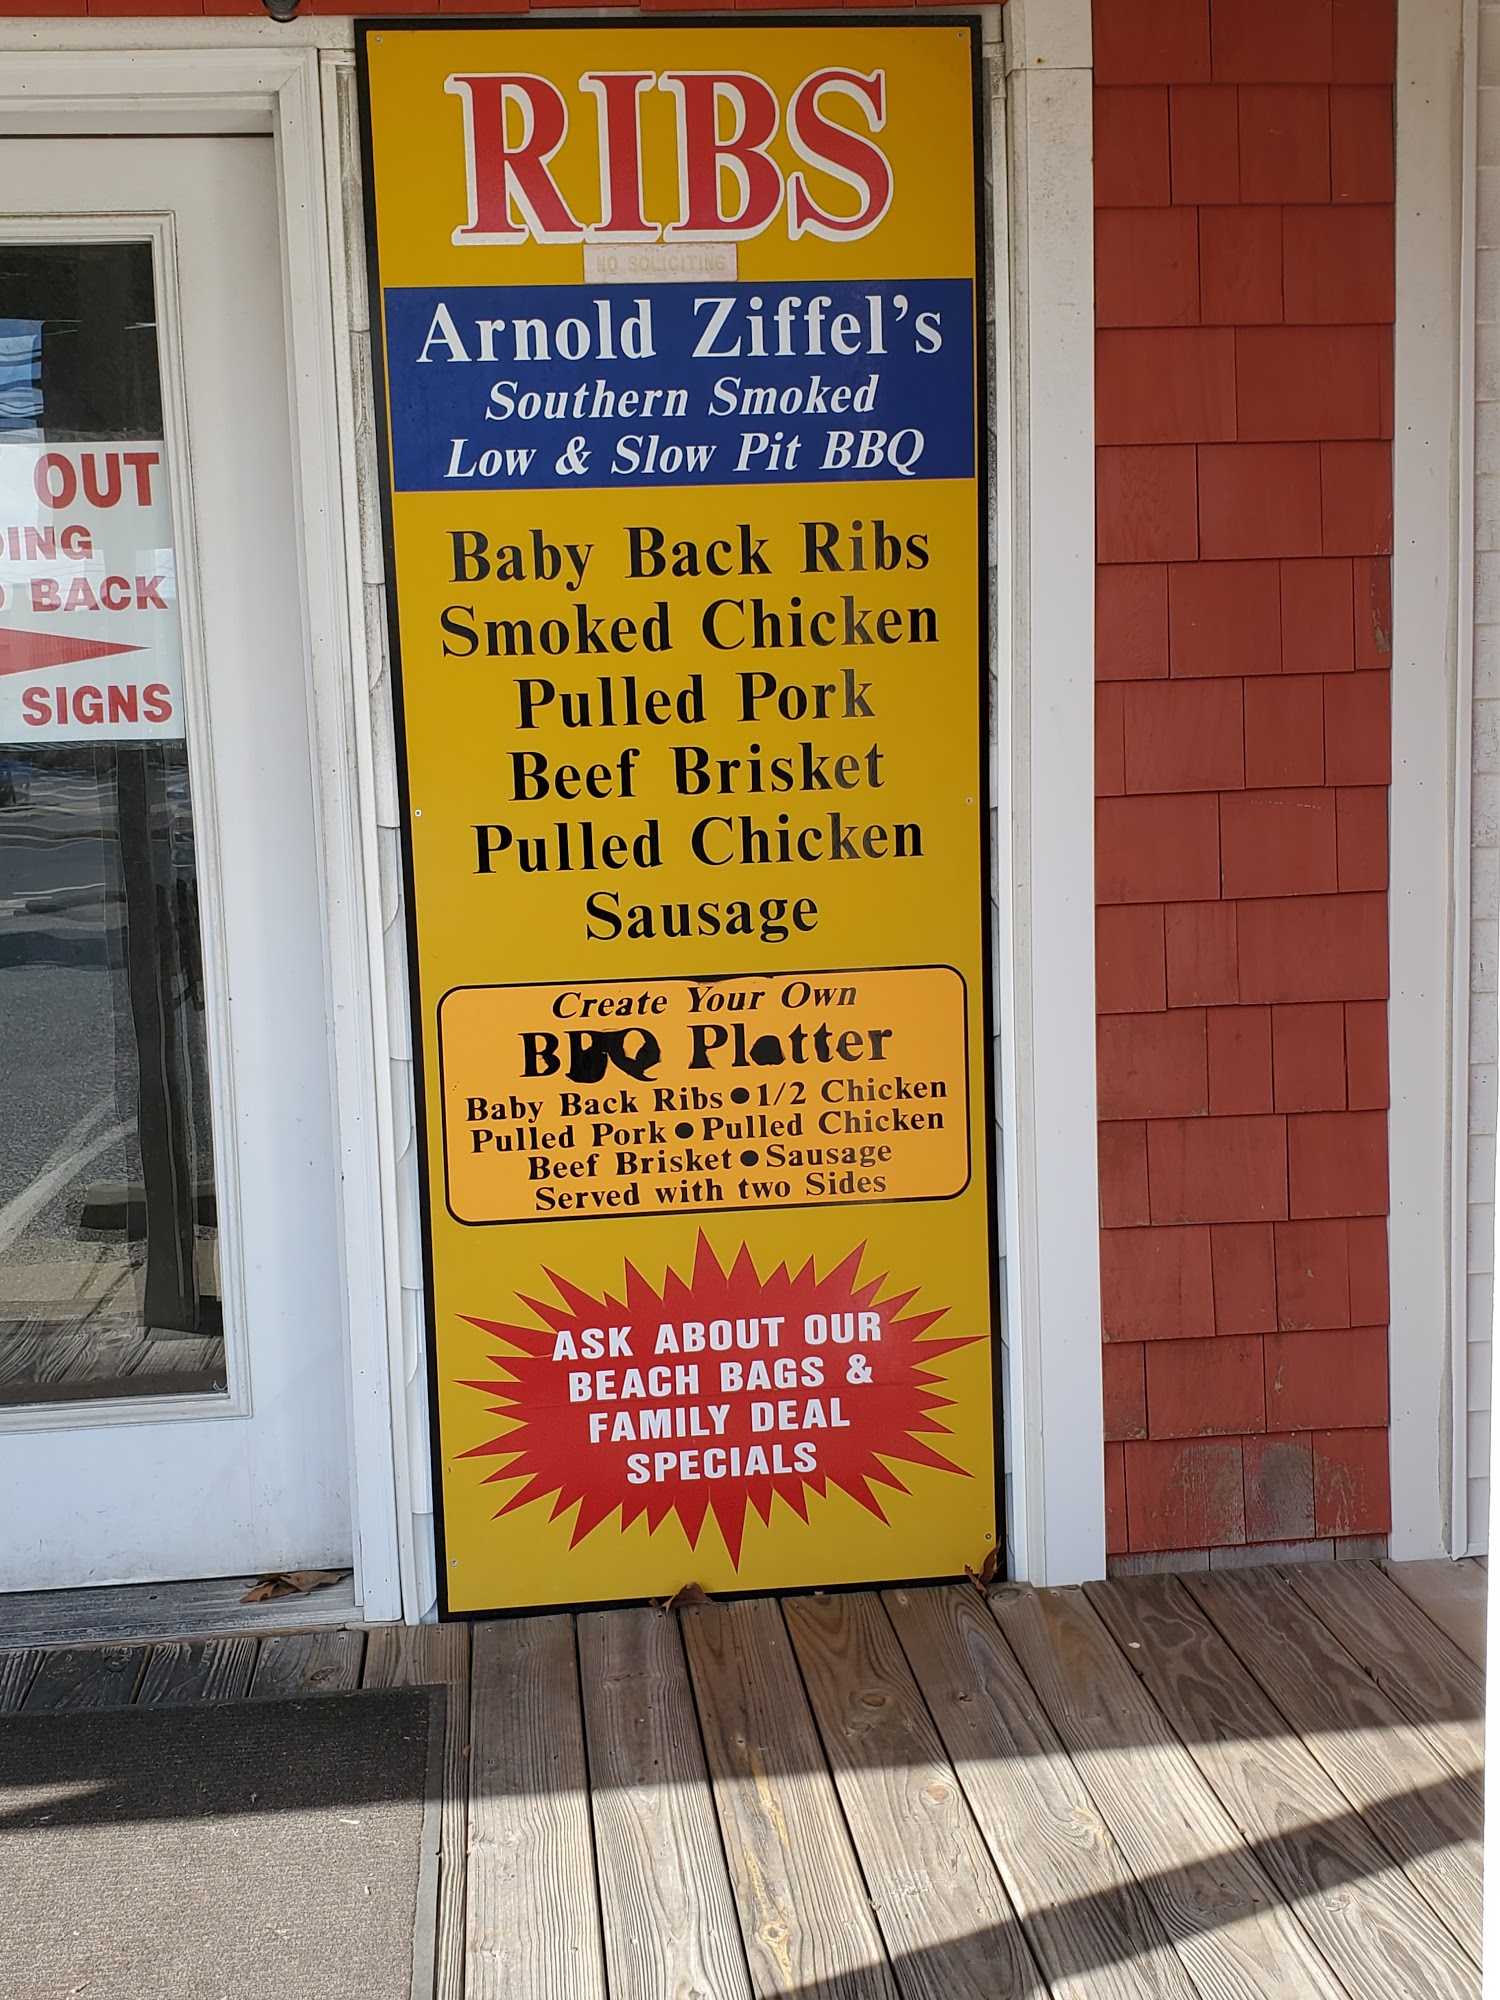 RIBS
NO SOLICITING
Arnold Ziffel's
Southern Smoked
Low & Slow Pit BBQ
Baby Back Ribs
Smoked Chicken
Pulled Pork
Beef Brisket
Pulled Chicken
Sausage
Create Your Own
BBQ Platter
Baby Back Ribs • 1/2 Chicken
Pulled Pork • Pulled Chicken
Beef Brisket • Sausage
Served with two Sides
ASK ABOUT OUR
BEACH BAGS &
FAMILY DEAL
SPECIALS
OUT
BACK
SIGNS